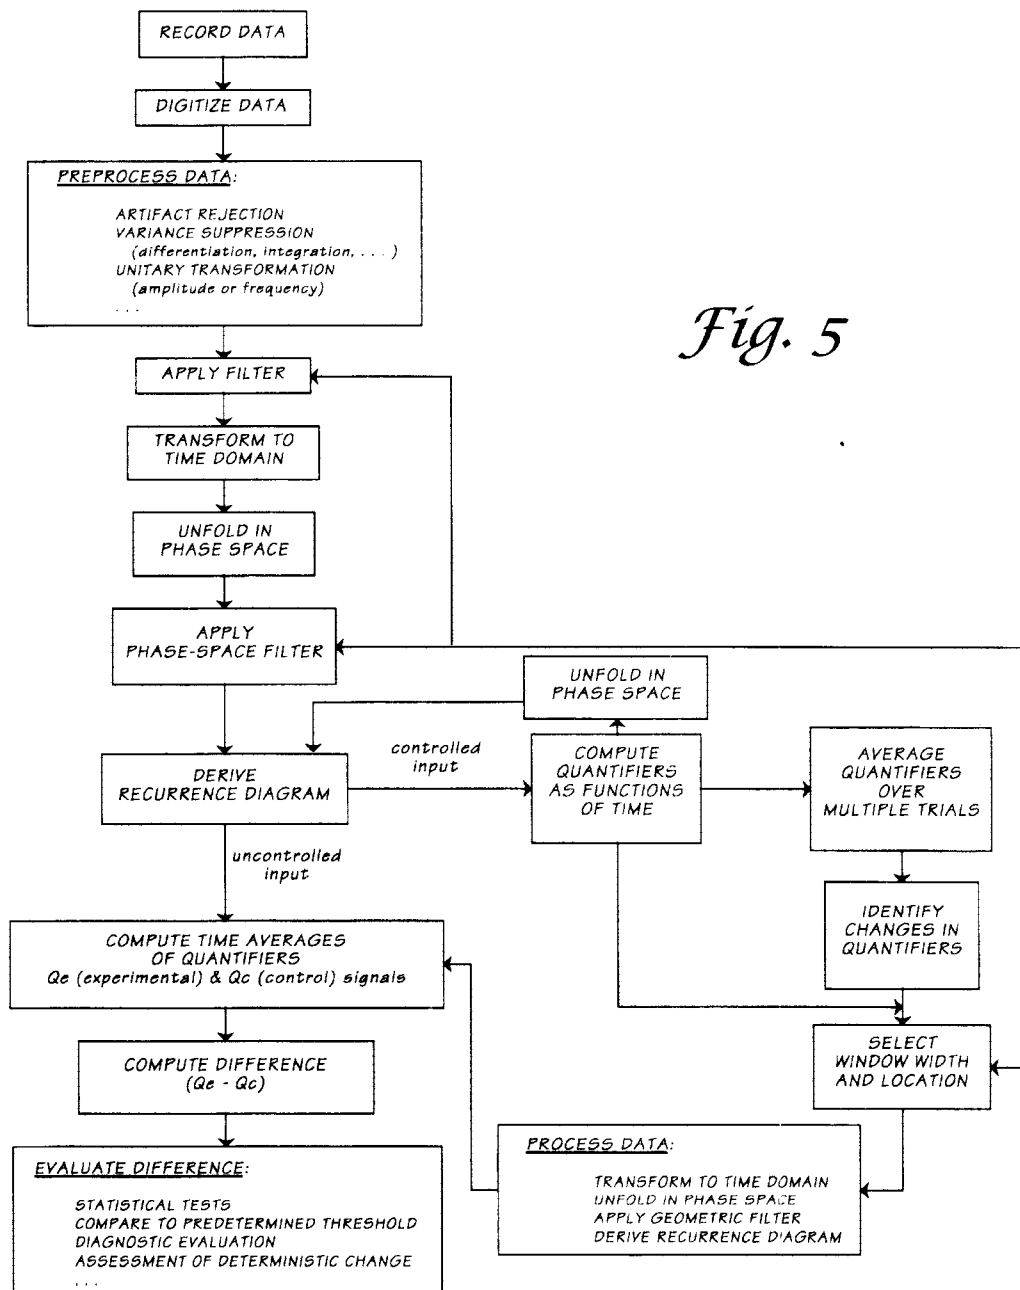 RECORD DATA
DIGITIZE DATA
PREPROCESS DATA:
ARTIFACT REJECTION
VARIANCE SUPPRESSION
(differentiation, integration, . . . )
UNITARY TRANSFORMATION
(amplitude or frequency)
. . .
Fig. 5
APPLY FILTER
TRANSFORM TO
TIME DOMAIN
UNFOLD IN
PHASE SPACE
APPLY
PHASE-SPACE FILTER
UNFOLD IN
PHASE SPACE
DERIVE
RECURRENCE DIAGRAM
controlled
input
COMPUTE
QUANTIFIERS
AS FUNCTIONS
OF TIME
AVERAGE
QUANTIFIERS
OVER
MULTIPLE TRIALS
uncontrolled
input
IDENTIFY
CHANGES IN
QUANTIFIERS
COMPUTE TIME AVERAGES
OF QUANTIFIERS
Qe (experimental) & Qc (control) signals
SELECT
WINDOW WIDTH
AND LOCATION
COMPUTE DIFFERENCE
(Qe - Qc)
PROCESS DATA:
TRANSFORM TO TIME DOMAIN
UNFOLD IN PHASE SPACE
APPLY GEOMETRIC FILTER
DERIVE RECURRENCE DIAGRAM
EVALUATE DIFFERENCE:
STATISTICAL TESTS
COMPARE TO PREDETERMINED THRESHOLD
DIAGNOSTIC EVALUATION
ASSESSMENT OF DETERMINISTIC CHANGE
. . .